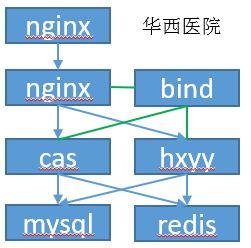 nginx 华西医院
nginx bind
cas hxyy
mysql redis